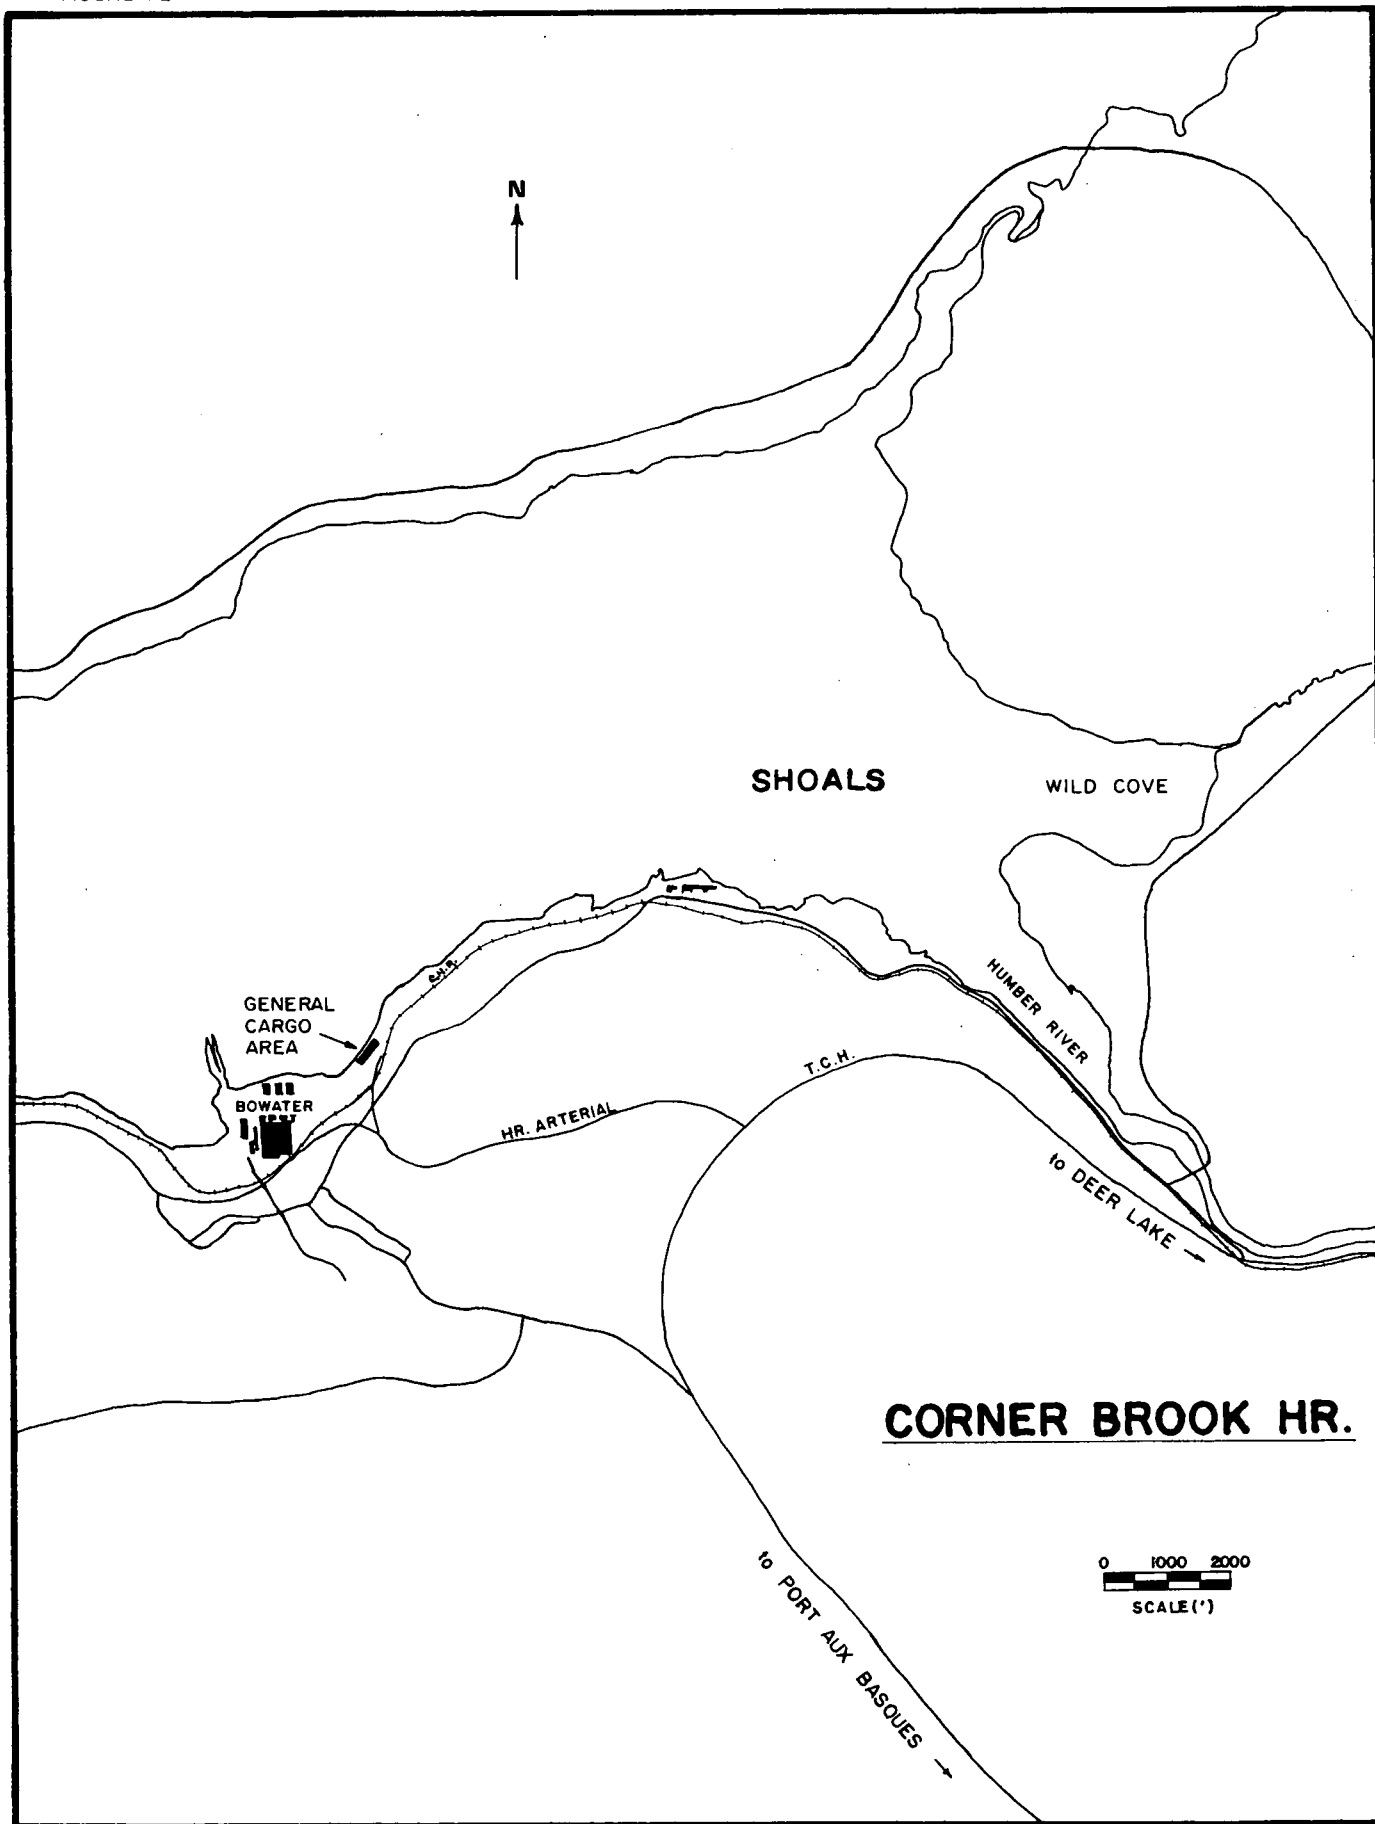 N
SHOALS
WILD COVE
C.N.R.
HUMBER RIVER
GENERAL
CARGO
AREA
T.C.H.
BOWATER
HR. ARTERIAL
to DEER LAKE
CORNER BROOK HR.
0 1000 2000
SCALE(')
to PORT AUX BASQUES